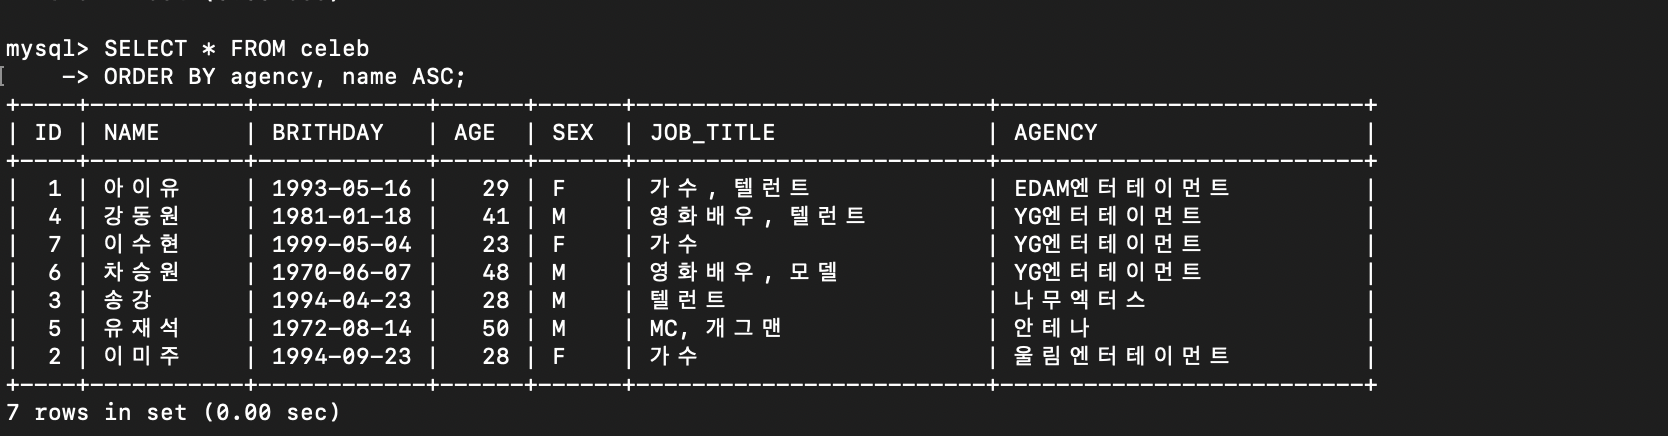 mysql> SELECT * FROM celeb
    -> ORDER BY agency, name ASC;
+----+-----------+------------+------+------+-------------------------+--------------------------+
| ID | NAME      | BRITHDAY   | AGE  | SEX  | JOB_TITLE               | AGENCY                   |
+----+-----------+------------+------+------+-------------------------+--------------------------+
|  1 | 아이유    | 1993-05-16 |   29 | F    | 가수, 텔런트            | EDAM엔터테이먼트         |
|  4 | 강동원    | 1981-01-18 |   41 | M    | 영화배우, 텔런트        | YG엔터테이먼트           |
|  7 | 이수현    | 1999-05-04 |   23 | F    | 가수                    | YG엔터테이먼트           |
|  6 | 차승원    | 1970-06-07 |   48 | M    | 영화배우, 모델          | YG엔터테이먼트           |
|  3 | 송강      | 1994-04-23 |   28 | M    | 텔런트                  | 나무엑터스               |
|  5 | 유재석    | 1972-08-14 |   50 | M    | MC, 개그맨              | 안테나                   |
|  2 | 이미주    | 1994-09-23 |   28 | F    | 가수                    | 울림엔터테이먼트         |
+----+-----------+------------+------+------+-------------------------+--------------------------+
7 rows in set (0.00 sec)